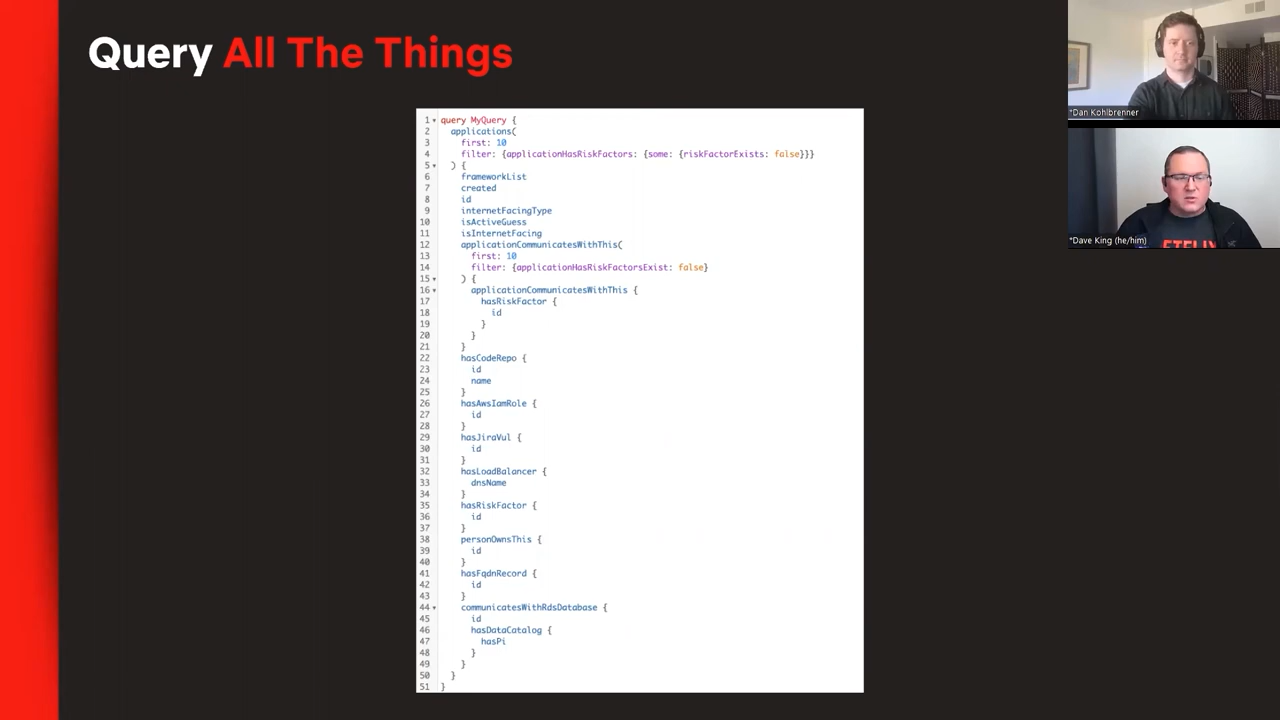 Query All The Things
1 query MyQuery {
2 applications(
3 first: 10
4 filter: {applicationHasRiskFactors: {some: {riskFactorExists: false}}}
5 ) {
6 frameworkList
7 created
8 id
9 internetFacingType
10 isActiveGuess
11 isInternetFacing
12 applicationCommunicatesWithThis(
13 first: 10
14 filter: {applicationHasRiskFactorsExist: false}
15 ) {
16 applicationCommunicatesWithThis {
17 hasRiskFactor {
18 id
19 }
20 }
21 }
22 hasCodeRepo {
23 id
24 name
25 }
26 hasAwsIamRole {
27 id
28 }
29 hasJiraVul {
30 id
31 }
32 hasLoadBalancer {
33 dnsName
34 }
35 hasRiskFactor {
36 id
37 }
38 personOwnsThis {
39 id
40 }
41 hasFqdnRecord {
42 id
43 }
44 communicatesWithRdsDatabase {
45 id
46 hasDataCatalog {
47 hasPi
48 }
49 }
50 }
51 }
*Dan Kohlbrenner
ETFLIX
*Dave King (he/him)